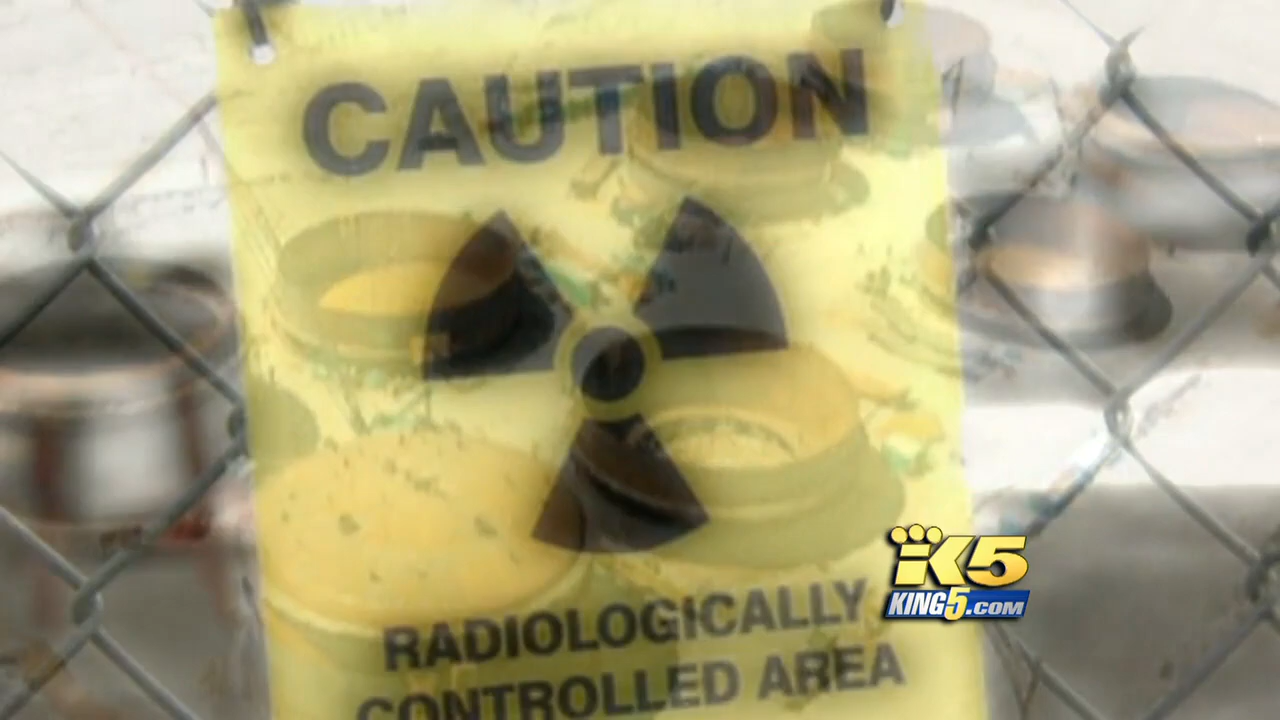 CAUTION
RADIOLOGICALLY
CONTROLLED AREA
K5
KING5.COM